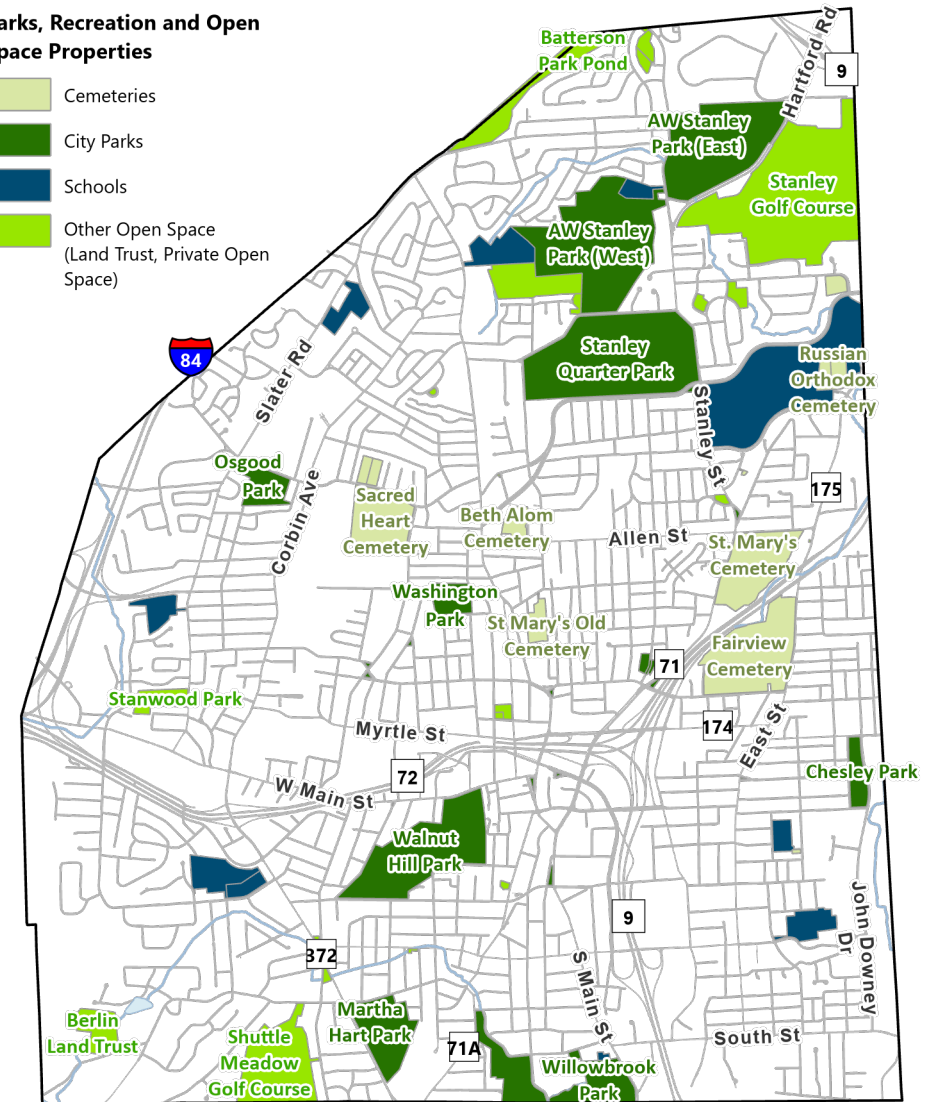 arks, Recreation and Open
pace Properties
Cemeteries
City Parks
Schools
Other Open Space
(Land Trust, Private Open
Space)
Batterson
Park Pond
Hartford Rd
9
AW Stanley
Park (East)
Stanley
Golf Course
AW Stanley
Park (West)
84
Slater Rd
Stanley
Quarter Park
Russian
Orthodox
Cemetery
Stanley St
Osgood
Park
Corbin Ave
Sacred
Heart
Cemetery
Beth Alom
Cemetery
Allen St
175
St. Mary's
Cemetery
Washington
Park
St Mary's Old
Cemetery
71
Fairview
Cemetery
Stanwood Park
Myrtle St
174
East St
72
W Main St
Chesley Park
Walnut
Hill Park
9
John Downey
Dr
372
S Main St
Berlin
Land Trust
Shuttle
Meadow
Golf Course
Martha
Hart Park
71A
South St
Willowbrook
Park